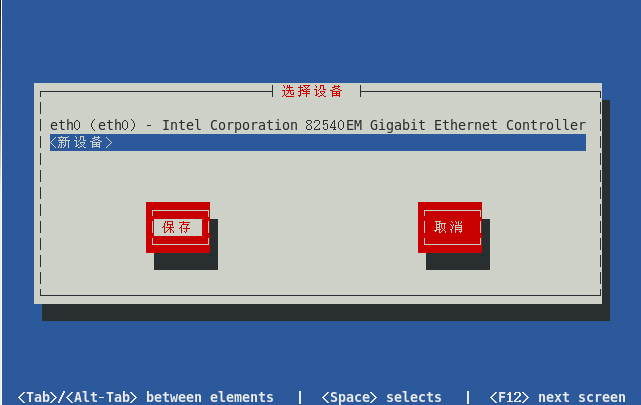 选择设备
eth0 (eth0) - Intel Corporation 82540EM Gigabit Ethernet Controller
<新设备>
保存 取消
<Tab>/<Alt-Tab> between elements | <Space> selects | <F12> next screen